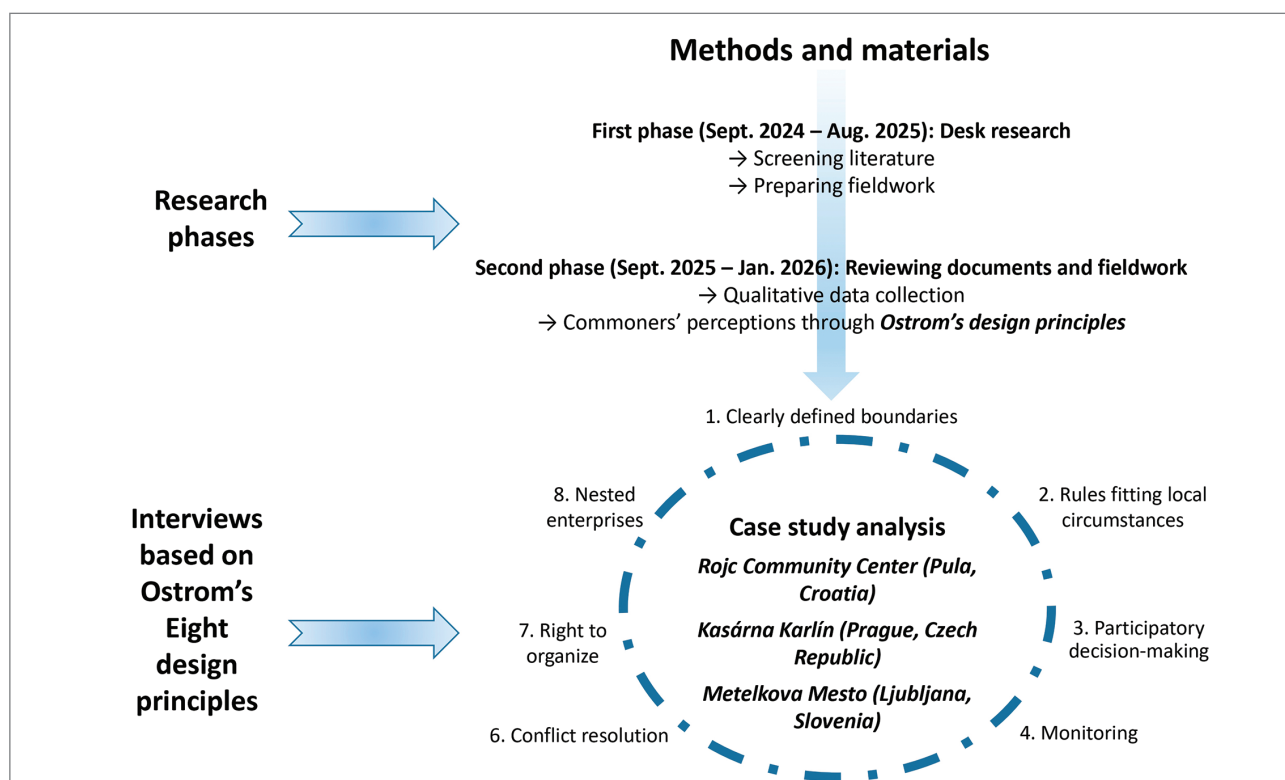 Methods and materials
First phase (Sept. 2024 – Aug. 2025): Desk research
→ Screening literature
→ Preparing fieldwork
Research
phases
Second phase (Sept. 2025 – Jan. 2026): Reviewing documents and fieldwork
→ Qualitative data collection
→ Commoners’ perceptions through Ostrom’s design principles
1. Clearly defined boundaries
2. Rules fitting local
circumstances
3. Participatory
decision-making
4. Monitoring
6. Conflict resolution
7. Right to
organize
8. Nested
enterprises
Interviews
based on
Ostrom’s
Eight
design
principles
Case study analysis
Rojc Community Center (Pula,
Croatia)
Kasárna Karlín (Prague, Czech
Republic)
Metelkova Mesto (Ljubljana,
Slovenia)